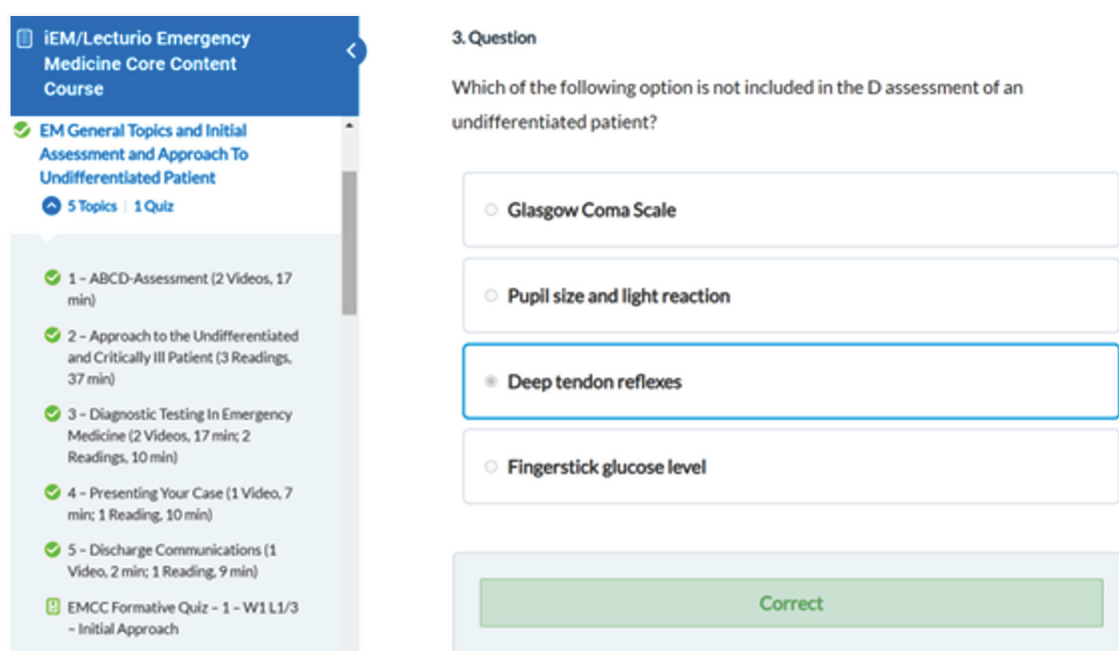 iEM/Lecturio Emergency
Medicine Core Content
Course
EM General Topics and Initial
Assessment and Approach To
Undifferentiated Patient
5 Topics | 1 Quiz
1 – ABCD-Assessment (2 Videos, 17
min)
2 – Approach to the Undifferentiated
and Critically Ill Patient (3 Readings,
37 min)
3 – Diagnostic Testing In Emergency
Medicine (2 Videos, 17 min; 2
Readings, 10 min)
4 – Presenting Your Case (1 Video, 7
min; 1 Reading, 10 min)
5 – Discharge Communications (1
Video, 2 min; 1 Reading, 9 min)
EMCC Formative Quiz – 1 – W1 L1/3
– Initial Approach
3. Question
Which of the following option is not included in the D assessment of an
undifferentiated patient?
Glasgow Coma Scale
Pupil size and light reaction
Deep tendon reflexes
Fingerstick glucose level
Correct